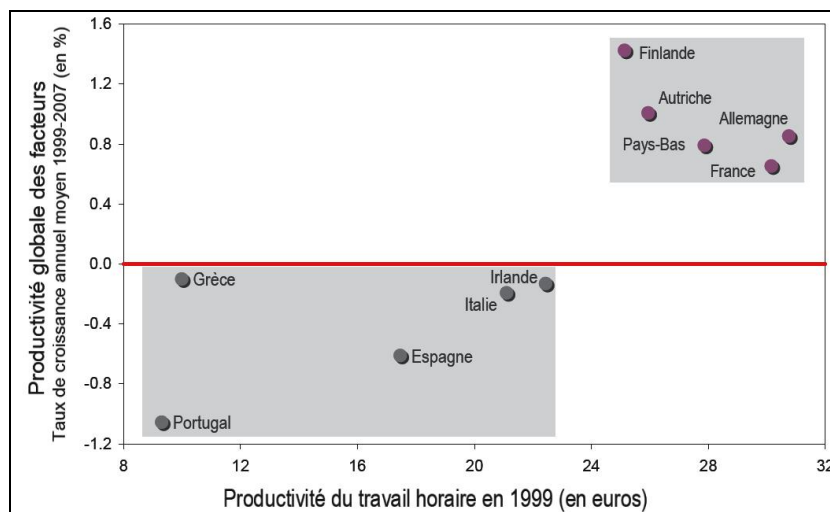 Productivité globale des facteurs
Taux de croissance annuel moyen 1999-2007 (en %)
1.6
1.2
0.8
0.4
0.0
-0.4
-0.8
-1.2
Finlande
Autriche
Allemagne
Pays-Bas
France
Grèce
Irlande
Italie
Espagne
Portugal
8 12 16 20 24 28 32
Productivité du travail horaire en 1999 (en euros)